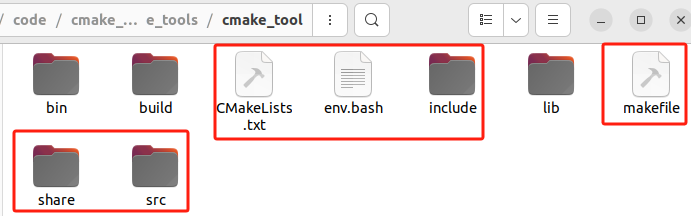 / code / cmake_... e_tools / cmake_tool
bin
build
CMakeLists
.txt
env.bash
include
lib
makefile
share
src